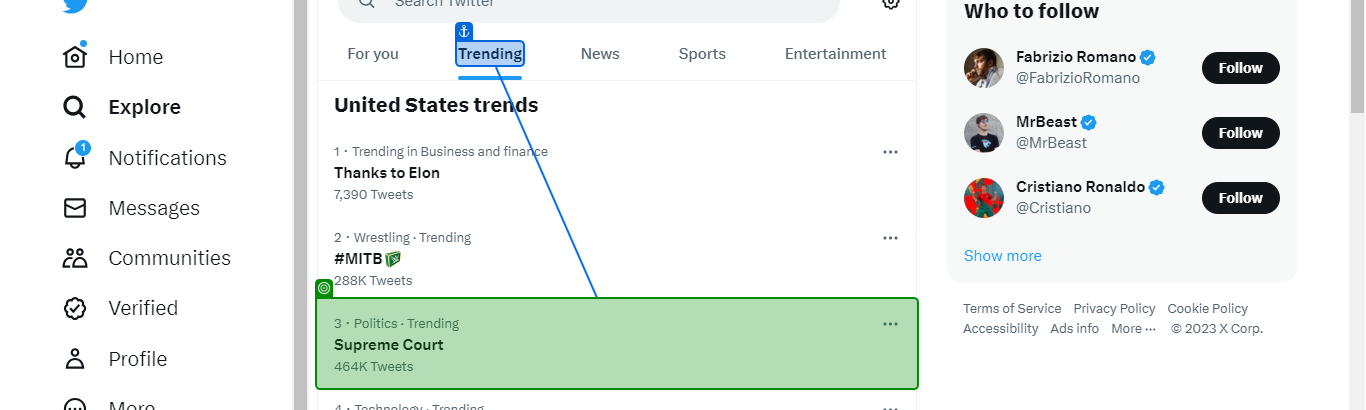 Home
Explore
1
Notifications
Messages
Communities
Verified
Profile
More
Search Twitter
For you
Trending
News
Sports
Entertainment
United States trends
1 · Trending in Business and finance
Thanks to Elon
7,390 Tweets
2 · Wrestling · Trending
#MITB
288K Tweets
3 · Politics · Trending
Supreme Court
464K Tweets
4 · Technology · Trending
Who to follow
Fabrizio Romano
@FabrizioRomano
Follow
MrBeast
@MrBeast
Follow
Cristiano Ronaldo
@Cristiano
Follow
Show more
Terms of Service Privacy Policy Cookie Policy
Accessibility Ads info More ··· © 2023 X Corp.